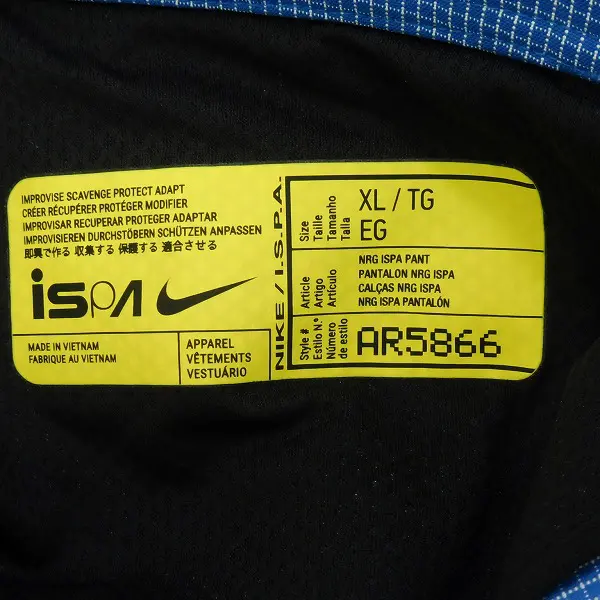 IMPROVISE SCAVENGE PROTECT ADAPT
CRÉER RÉCUPÉRER PROTÉGER MODIFIER
IMPROVISAR RECUPERAR PROTEGER ADAPTAR
IMPROVISIEREN DURCHSTÖBERN SCHÜTZEN ANPASSEN
即興で作る 収集する 保護する 適合させる
ISPA
MADE IN VIETNAM
FABRIQUE AU VIETNAM
APPAREL
VÊTEMENTS
VESTUÁRIO
NIKE / I.S.P.A.
Size
Taille
Tamanho
Talla
XL / TG
EG
Article
Artigo
Artículo
NRG ISPA PANT
PANTALON NRG ISPA
CALÇAS NRG ISPA
NRG ISPA PANTALÓN
Style #
Estilo N.º
Número
de estilo
AR5866